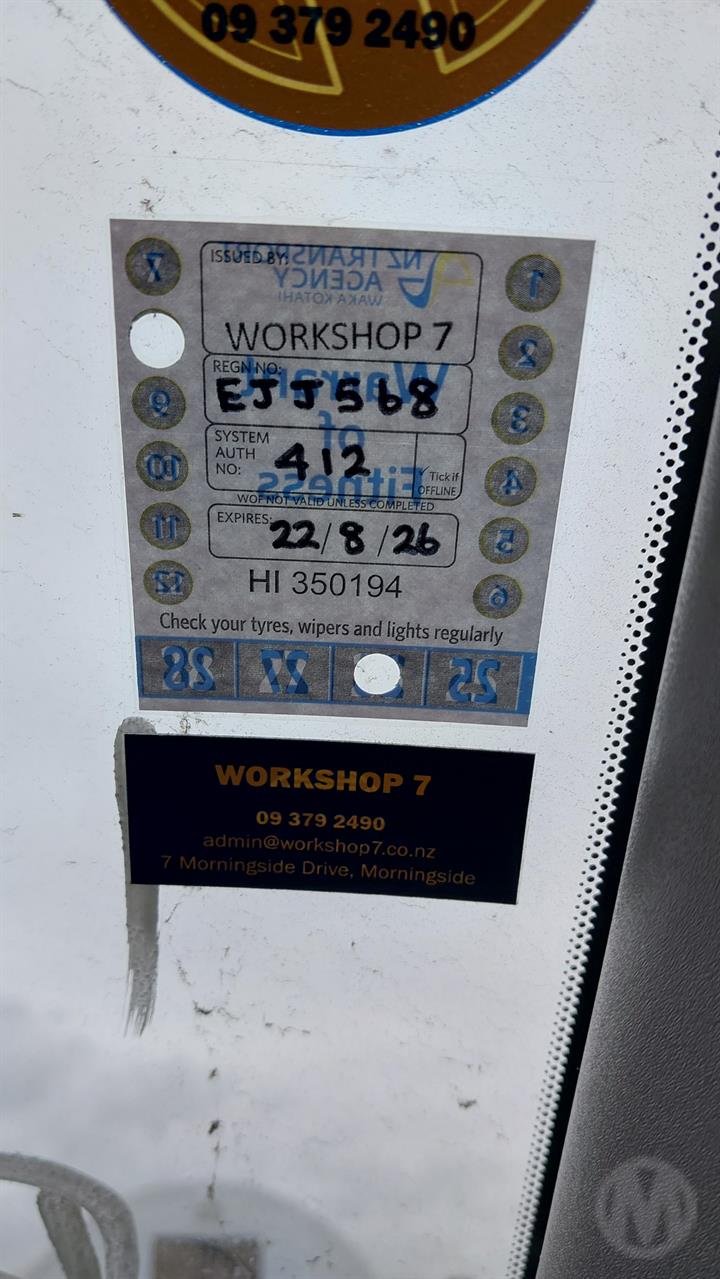 09 379 2490
NZ TRANSPORT
AGENCY
WAKA KOTAHI
ISSUED BY:
WORKSHOP 7
Warrant
of
Fitness
REGN NO:
EJJ568
SYSTEM
AUTH
NO:
412
Tick if
OFFLINE
WOF NOT VALID UNLESS COMPLETED
EXPIRES:
22/8/26
HI 350194
7
9
10
11
12
1
2
3
4
5
6
Check your tyres, wipers and lights regularly
28 27 25
WORKSHOP 7
09 379 2490
admin@workshop7.co.nz
7 Morningside Drive, Morningside
M